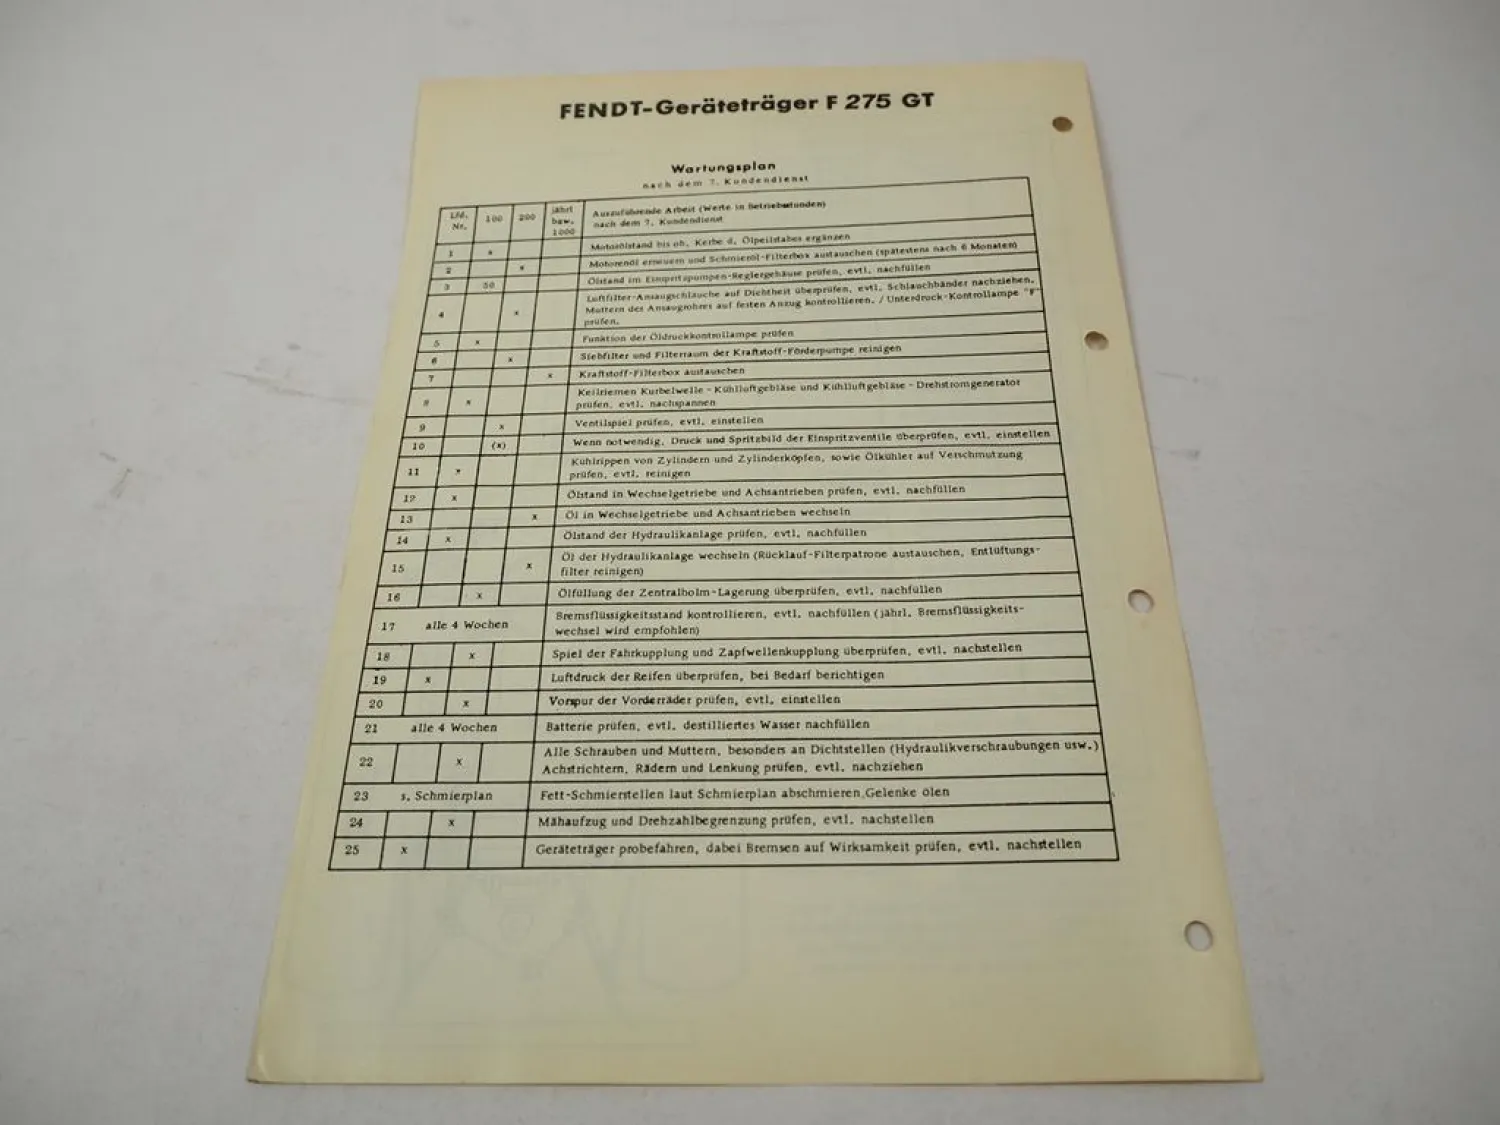 FENDT-Geräteträger F 275 GT
Wartungsplan
nach dem 7. Kundendienst
Lfd. Nr. 100 200 jährl bzw. 1000 Auszuführende Arbeit (Werte in Betriebsstunden)
nach dem 7. Kundendienst
1 x Motorölstand bis ob. Kerbe d. Ölpeilstabes ergänzen
2 x Motorenöl erneuern und Schmieröl-Filterbox austauschen (spätestens nach 6 Monaten)
3 50 Ölstand im Einspritzpumpen-Reglergehäuse prüfen, evtl. nachfüllen
4 x Luftfilter-Ansaugschläuche auf Dichtheit überprüfen, evtl. Schlauchbänder nachziehen.
Muttern des Ansaugrohres auf festen Anzug kontrollieren. / Unterdruck-Kontrollampe "F"
prüfen.
5 x Funktion der Öldruckkontrollampe prüfen
6 x Siebfilter und Filterraum der Kraftstoff-Förderpumpe reinigen
7 x Kraftstoff-Filterbox austauschen
8 x Keilriemen Kurbelwelle - Kühlluftgebläse und Kühlluftgebläse - Drehstromgenerator
prüfen, evtl. nachspannen
9 x Ventilspiel prüfen, evtl. einstellen
10 (x) Wenn notwendig, Druck und Spritzbild der Einspritzventile überprüfen, evtl. einstellen
11 x Kühlrippen von Zylindern und Zylinderköpfen, sowie Ölkühler auf Verschmutzung
prüfen, evtl. reinigen
12 x Ölstand in Wechselgetriebe und Achsantrieben prüfen, evtl. nachfüllen
13 x Öl in Wechselgetriebe und Achsantrieben wechseln
14 x Ölstand der Hydraulikanlage prüfen, evtl. nachfüllen
15 x Öl der Hydraulikanlage wechseln (Rücklauf-Filterpatrone austauschen, Entlüftungs-
filter reinigen)
16 x Ölfüllung der Zentralholm-Lagerung überprüfen, evtl. nachfüllen
17 alle 4 Wochen Bremsflüssigkeitsstand kontrollieren, evtl. nachfüllen (jährl. Bremsflüssigkeits-
wechsel wird empfohlen)
18 x Spiel der Fahrkupplung und Zapfwellenkupplung überprüfen, evtl. nachstellen
19 x Luftdruck der Reifen überprüfen, bei Bedarf berichtigen
20 x Vorspur der Vorderräder prüfen, evtl. einstellen
21 alle 4 Wochen Batterie prüfen, evtl. destilliertes Wasser nachfüllen
22 x Alle Schrauben und Muttern, besonders an Dichtstellen (Hydraulikverschraubungen usw.)
Achstrichtern, Rädern und Lenkung prüfen, evtl. nachziehen
23 s. Schmierplan Fett-Schmierstellen laut Schmierplan abschmieren, Gelenke ölen
24 x Mähaufzug und Drehzahlbegrenzung prüfen, evtl. nachstellen
25 x Geräteträger probefahren, dabei Bremsen auf Wirksamkeit prüfen, evtl. nachstellen